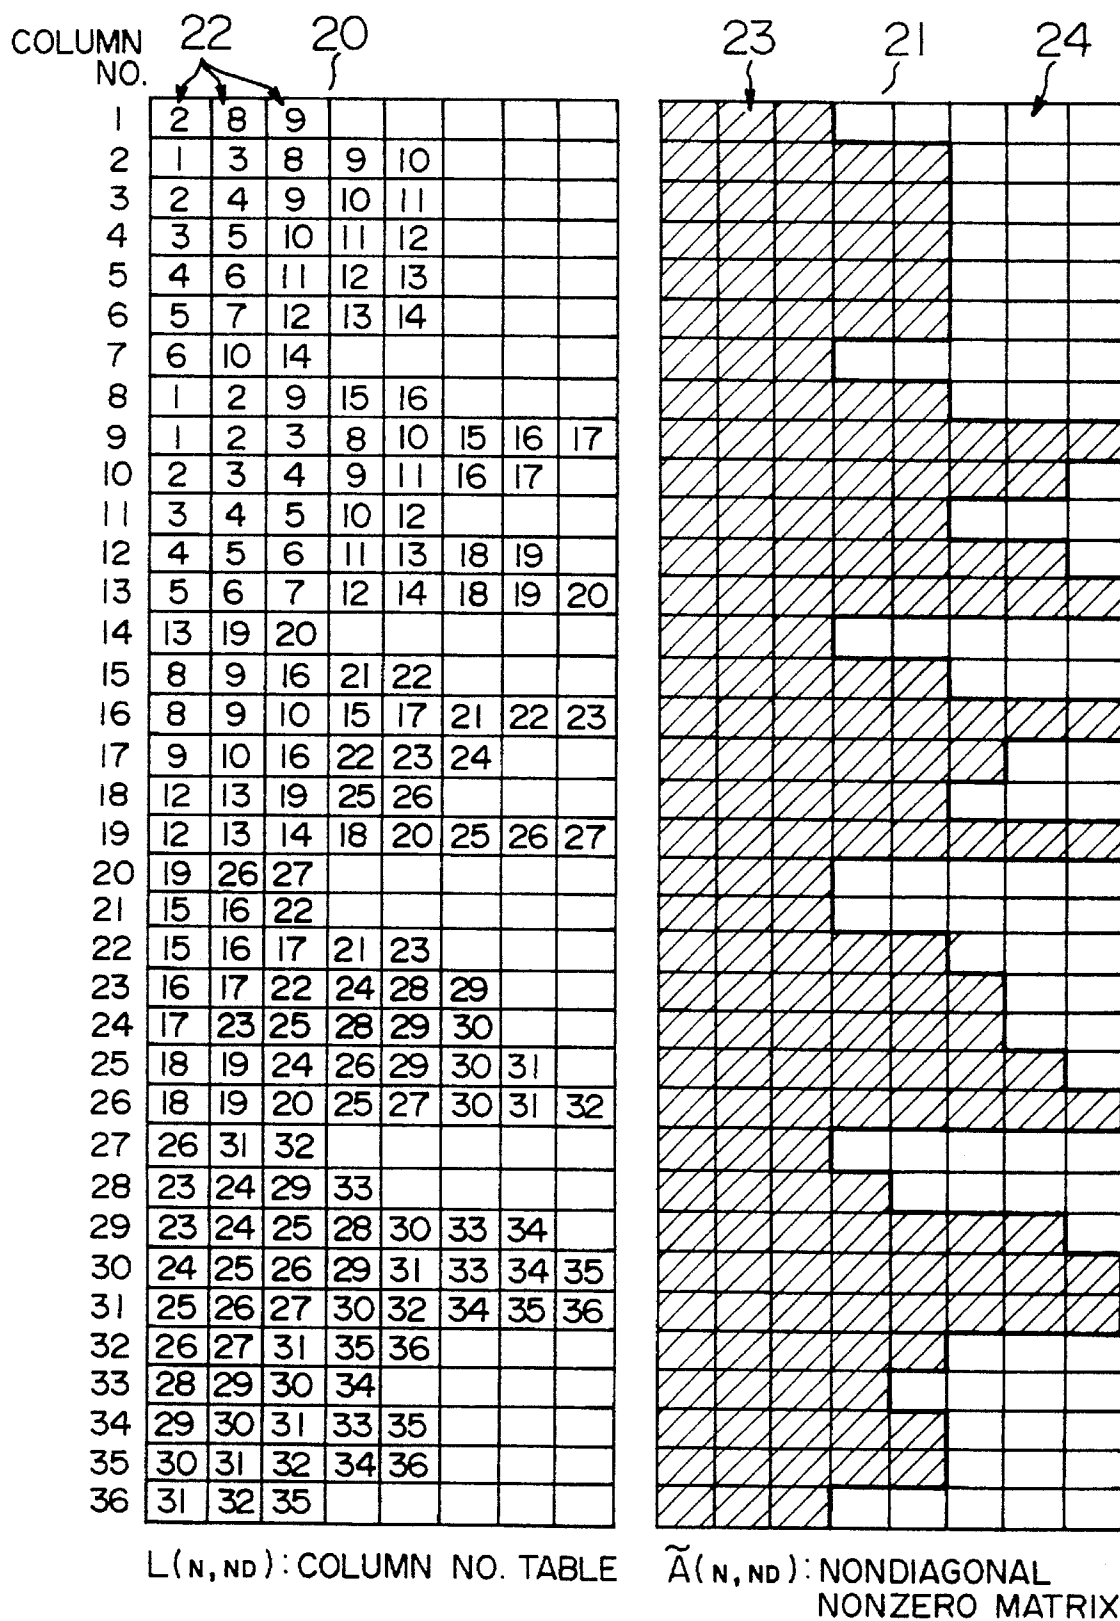 22 20 23 21 24
COLUMN
NO.
1 2 8 9
2 1 3 8 9 10
3 2 4 9 10 11
4 3 5 10 11 12
5 4 6 11 12 13
6 5 7 12 13 14
7 6 10 14
8 1 2 9 15 16
9 1 2 3 8 10 15 16 17
10 2 3 4 9 11 16 17
11 3 4 5 10 12
12 4 5 6 11 13 18 19
13 5 6 7 12 14 18 19 20
14 13 19 20
15 8 9 16 21 22
16 8 9 10 15 17 21 22 23
17 9 10 16 22 23 24
18 12 13 19 25 26
19 12 13 14 18 20 25 26 27
20 19 26 27
21 15 16 22
22 15 16 17 21 23
23 16 17 22 24 28 29
24 17 23 25 28 29 30
25 18 19 24 26 29 30 31
26 18 19 20 25 27 30 31 32
27 26 31 32
28 23 24 29 33
29 23 24 25 28 30 33 34
30 24 25 26 29 31 33 34 35
31 25 26 27 30 32 34 35 36
32 26 27 31 35 36
33 28 29 30 34
34 29 30 31 33 35
35 30 31 32 34 36
36 31 32 35
L(N,ND): COLUMN NO. TABLE
Ã(N,ND): NONDIAGONAL
NONZERO MATRIX